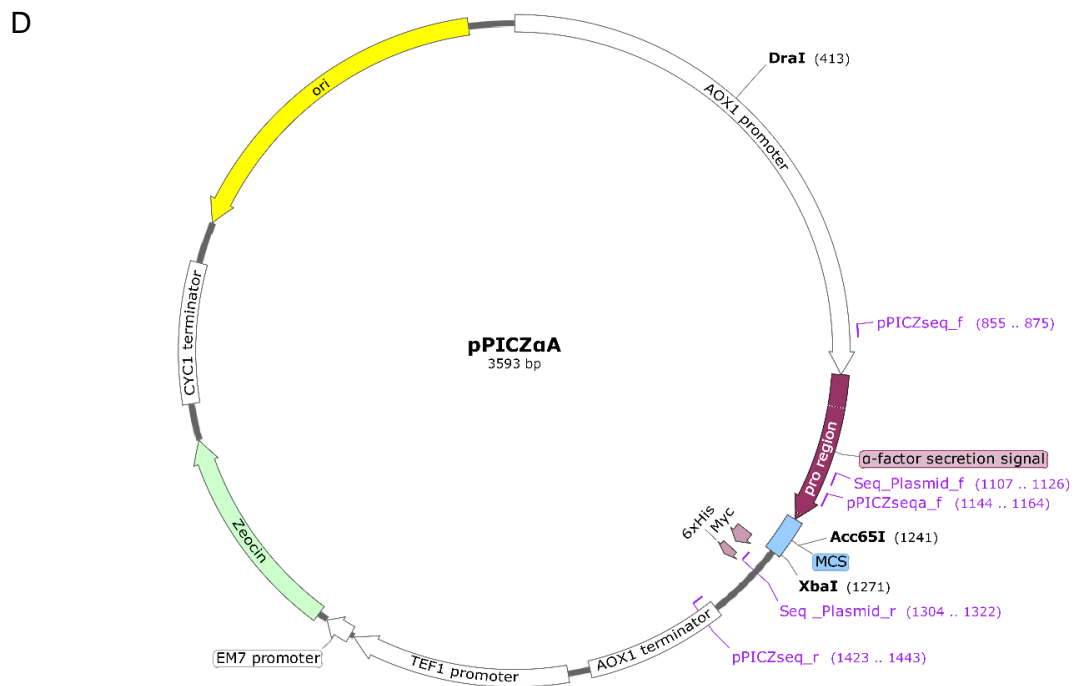 D
DraI (413)
AOX1 promoter
ori
pPICZseq_f (855 .. 875)
CYC1 terminator
pPICZαA
3593 bp
pro region
α-factor secretion signal
Seq_Plasmid_f (1107 .. 1126)
pPICZseqa_f (1144 .. 1164)
6xHis
Myc
Acc65I (1241)
MCS
XbaI (1271)
Zeocin
Seq _Plasmid_r (1304 .. 1322)
AOX1 terminator
pPICZseq_r (1423 .. 1443)
EM7 promoter
TEF1 promoter